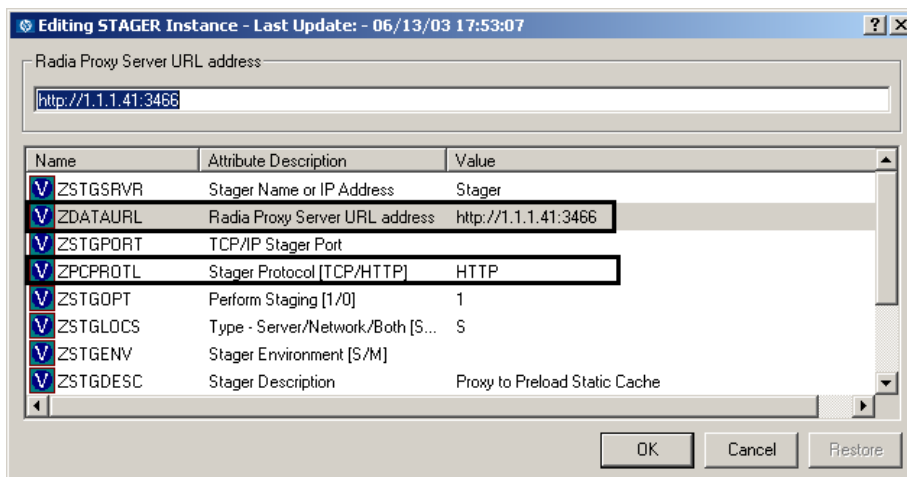 Editing STAGER Instance - Last Update: - 06/13/03 17:53:07
Radia Proxy Server URL address
http://1.1.1.41:3466
Name Attribute Description Value
V ZSTGSRVR Stager Name or IP Address Stager
V ZDATAURL Radia Proxy Server URL address http://1.1.1.41:3466
V ZSTGPORT TCP/IP Stager Port
V ZPCPROTL Stager Protocol [TCP/HTTP] HTTP
V ZSTGOPT Perform Staging [1/0] 1
V ZSTGLOCS Type - Server/Network/Both [S... S
V ZSTGENV Stager Environment [S/M]
V ZSTGDESC Stager Description Proxy to Preload Static Cache
OK Cancel Restore